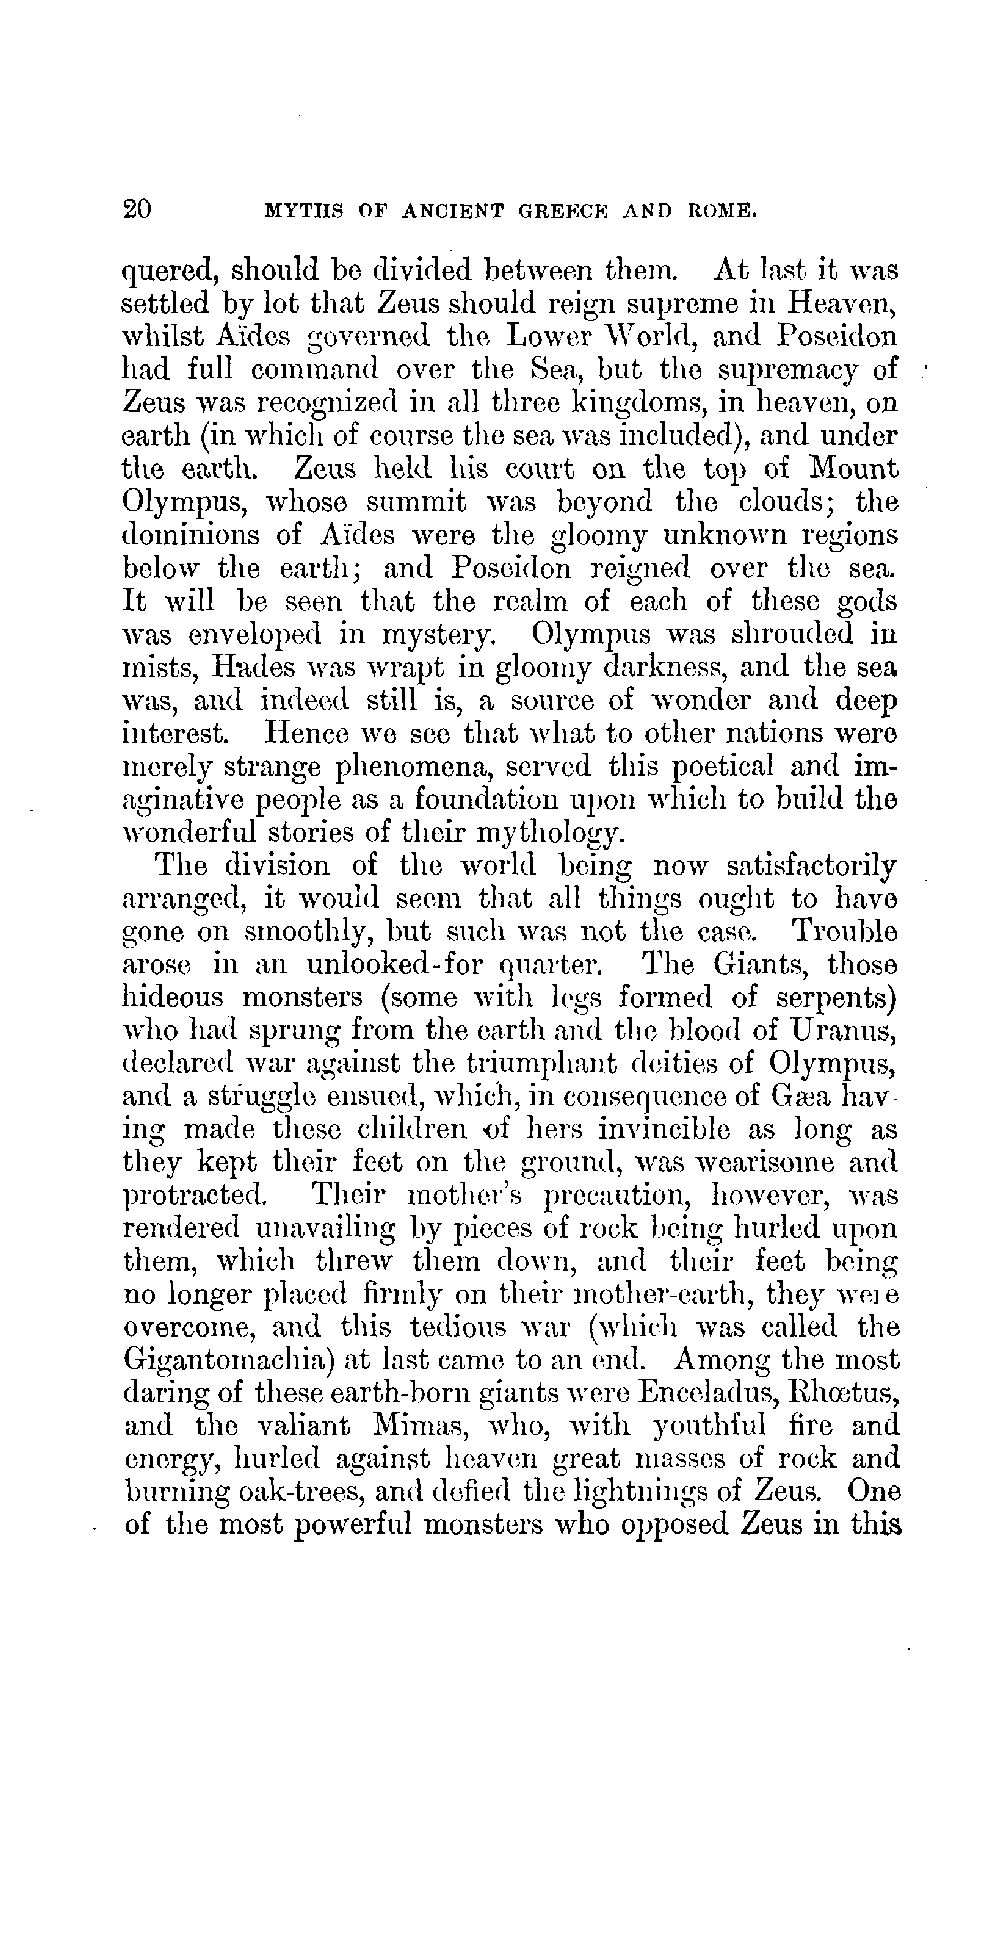 20 MYTHS OF ANCIENT GREECE AND ROME.
quered, should be divided between them. At last it was
settled by lot that Zeus should reign supreme in Heaven,
whilst Aïdes governed the Lower World, and Poseidon
had full command over the Sea, but the supremacy of
Zeus was recognized in all three kingdoms, in heaven, on
earth (in which of course the sea was included), and under
the earth. Zeus held his court on the top of Mount
Olympus, whose summit was beyond the clouds; the
dominions of Aïdes were the gloomy unknown regions
below the earth; and Poseidon reigned over the sea.
It will be seen that the realm of each of these gods
was enveloped in mystery. Olympus was shrouded in
mists, Hades was wrapt in gloomy darkness, and the sea
was, and indeed still is, a source of wonder and deep
interest. Hence we see that what to other nations were
merely strange phenomena, served this poetical and im-
aginative people as a foundation upon which to build the
wonderful stories of their mythology.
The division of the world being now satisfactorily
arranged, it would seem that all things ought to have
gone on smoothly, but such was not the case. Trouble
arose in an unlooked-for quarter. The Giants, those
hideous monsters (some with legs formed of serpents)
who had sprung from the earth and the blood of Uranus,
declared war against the triumphant deities of Olympus,
and a struggle ensued, which, in consequence of Gæa hav-
ing made these children of hers invincible as long as
they kept their feet on the ground, was wearisome and
protracted. Their mother's precaution, however, was
rendered unavailing by pieces of rock being hurled upon
them, which threw them down, and their feet being
no longer placed firmly on their mother-earth, they were
overcome, and this tedious war (which was called the
Gigantomachia) at last came to an end. Among the most
daring of these earth-born giants were Enceladus, Rhœtus,
and the valiant Mimas, who, with youthful fire and
energy, hurled against heaven great masses of rock and
burning oak-trees, and defied the lightnings of Zeus. One
of the most powerful monsters who opposed Zeus in this